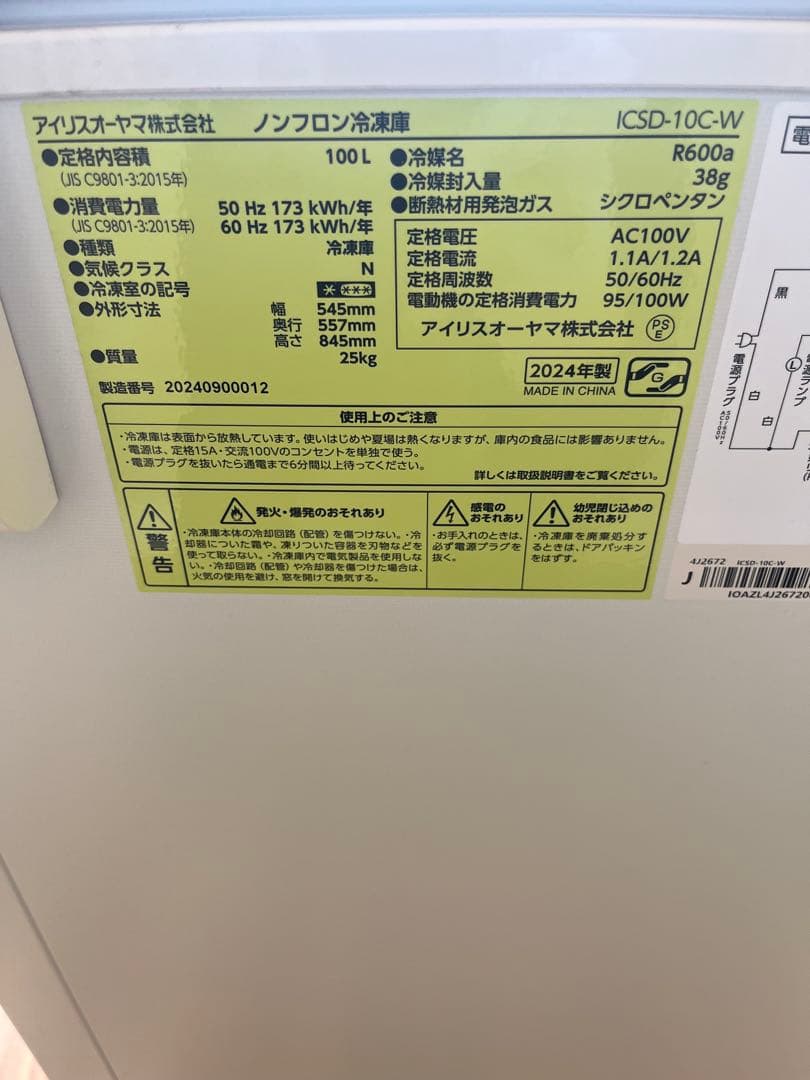 アイリスオーヤマ株式会社 ノンフロン冷凍庫 ICSD-10C-W
●定格内容積 100L
(JIS C9801-3:2015年)
●消費電力量 50 Hz 173 kWh/年
(JIS C9801-3:2015年) 60 Hz 173 kWh/年
●種類 冷凍庫
●気候クラス N
●冷凍室の記号
●外形寸法 幅 545mm
奥行 557mm
高さ 845mm
●質量 25kg
製造番号 20240900012
●冷媒名 R600a
●冷媒封入量 38g
●断熱材用発泡ガス シクロペンタン
定格電圧 AC100V
定格電流 1.1A/1.2A
定格周波数 50/60Hz
電動機の定格消費電力 95/100W
アイリスオーヤマ株式会社 PSE
2024年製
MADE IN CHINA
G
使用上のご注意
・冷凍庫は表面から放熱しています。使いはじめや夏場は熱くなりますが、庫内の食品には影響ありません。
・電源は、定格15A・交流100Vのコンセントを単独で使う。
・電源プラグを抜いたら通電まで6分間以上待ってください。
詳しくは取扱説明書をご覧ください。
警告
発火・爆発のおそれあり
・冷凍庫本体の冷却回路（配管）を傷つけない。・冷
却器についた霜や、凍りついた容器を刃物などを
使って取らない。・冷凍庫内で電気製品を使用しな
い。・冷却回路（配管）や冷却器を傷つけた場合は、
火気の使用を避け、窓を開けて換気する。
感電の
おそれあり
・お手入れのときは、
必ず電源プラグを
抜く。
幼児閉じ込めの
おそれあり
・冷凍庫を廃棄処分す
るときは、ドアパッキン
をはずす。
電
黒
電源プラグ
AC100V
50/60Hz
白
白
L
電源ランプ
4J2672 ICSD-10C-W
J
IOAZL4J26720